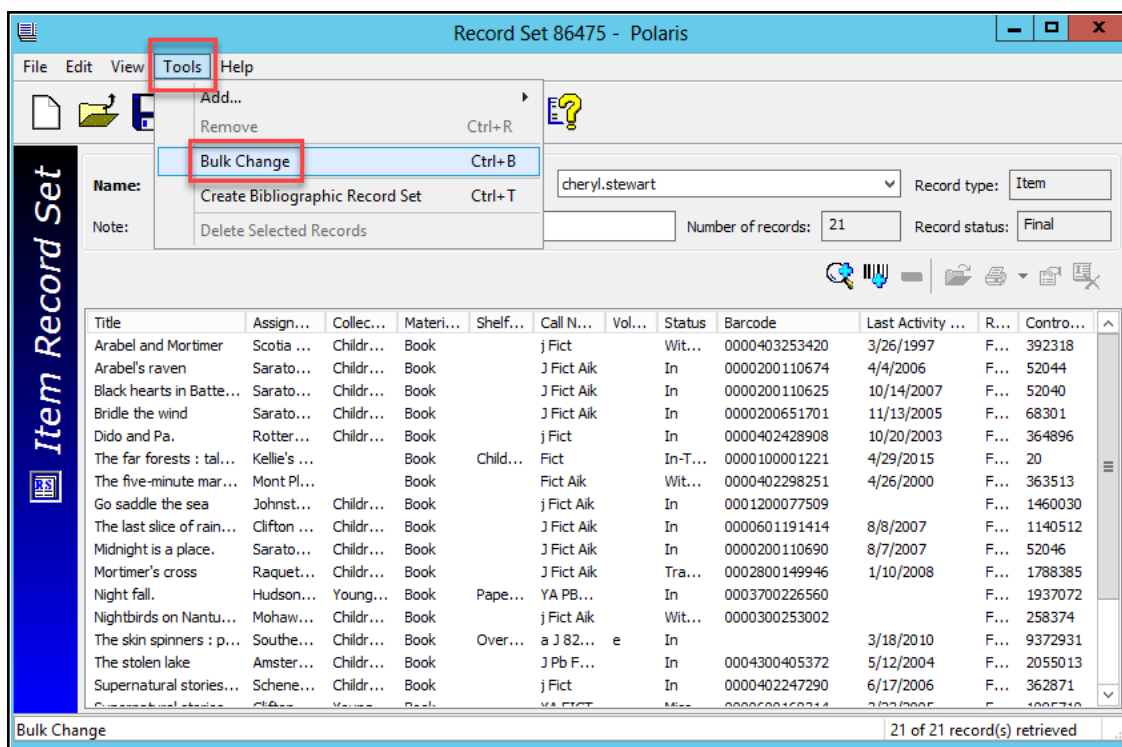 Record Set 86475 - Polaris
File Edit View Tools Help
Add...
Remove Ctrl+R
Bulk Change Ctrl+B
Create Bibliographic Record Set Ctrl+T
Delete Selected Records
Item Record Set
RS
Name: cheryl.stewart Record type: Item
Note: Number of records: 21 Record status: Final
Title Assign... Collec... Materi... Shelf... Call N... Vol... Status Barcode Last Activity ... R... Contro...
Arabel and Mortimer Scotia ... Childr... Book j Fict Wit... 0000403253420 3/26/1997 F... 392318
Arabel's raven Sarato... Childr... Book J Fict Aik In 0000200110674 4/4/2006 F... 52044
Black hearts in Batte... Sarato... Childr... Book J Fict Aik In 0000200110625 10/14/2007 F... 52040
Bridle the wind Sarato... Childr... Book J Fict Aik In 0000200651701 11/13/2005 F... 68301
Dido and Pa. Rotter... Childr... Book j Fict In 0000402428908 10/20/2003 F... 364896
The far forests : tal... Kellie's ... Book Child... Fict In-T... 0000100001221 4/29/2015 F... 20
The five-minute mar... Mont Pl... Book Fict Aik Wit... 0000402298251 4/26/2000 F... 363513
Go saddle the sea Johnst... Childr... Book j Fict Aik In 0001200077509 F... 1460030
The last slice of rain... Clifton ... Childr... Book J Fict Aik In 0000601191414 8/8/2007 F... 1140512
Midnight is a place. Sarato... Childr... Book J Fict Aik In 0000200110690 8/7/2007 F... 52046
Mortimer's cross Raquet... Childr... Book J Fict Aik Tra... 0002800149946 1/10/2008 F... 1788385
Night fall. Hudson... Young... Book Pape... YA PB... In 0003700226560 F... 1937072
Nightbirds on Nantu... Mohaw... Childr... Book j Fict Aik Wit... 0000300253002 F... 258374
The skin spinners : p... Southe... Childr... Book Over... a J 82... e In 3/18/2010 F... 9372931
The stolen lake Amster... Childr... Book J Pb F... In 0004300405372 5/12/2004 F... 2055013
Supernatural stories... Schene... Childr... Book j Fict In 0000402247290 6/17/2006 F... 362871
Bulk Change 21 of 21 record(s) retrieved